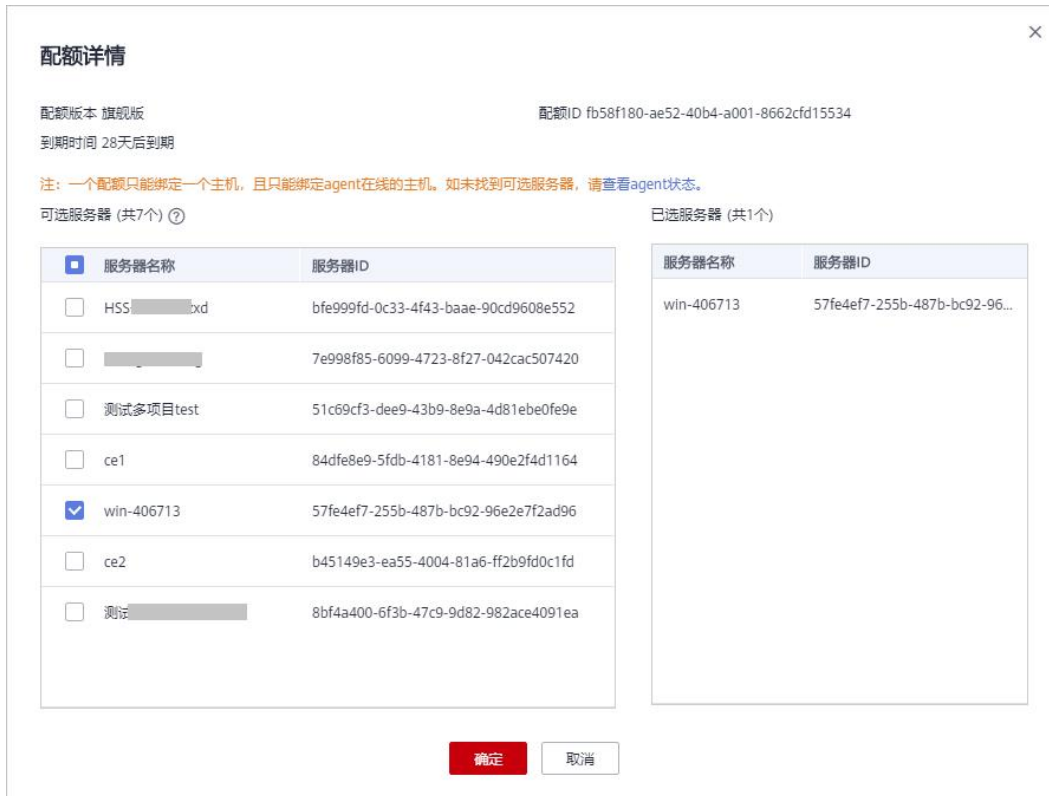 配额详情
配额版本 旗舰版 配额ID fb58f180-ae52-40b4-a001-8662cfd15534
到期时间 28天后到期
注：一个配额只能绑定一个主机，且只能绑定agent在线的主机。如未找到可选服务器，请查看agent状态。
可选服务器 (共7个) ?
服务器名称 服务器ID
HSS xd bfe999fd-0c33-4f43-baae-90cd9608e552
7e998f85-6099-4723-8f27-042cac507420
测试多项目test 51c69cf3-dee9-43b9-8e9a-4d81ebe0fe9e
ce1 84dfe8e9-5fdb-4181-8e94-490e2f4d1164
win-406713 57fe4ef7-255b-487b-bc92-96e2e7f2ad96
ce2 b45149e3-ea55-4004-81a6-ff2b9fd0c1fd
测试 8bf4a400-6f3b-47c9-9d82-982ace4091ea
已选服务器 (共1个)
服务器名称 服务器ID
win-406713 57fe4ef7-255b-487b-bc92-96...
确定 取消